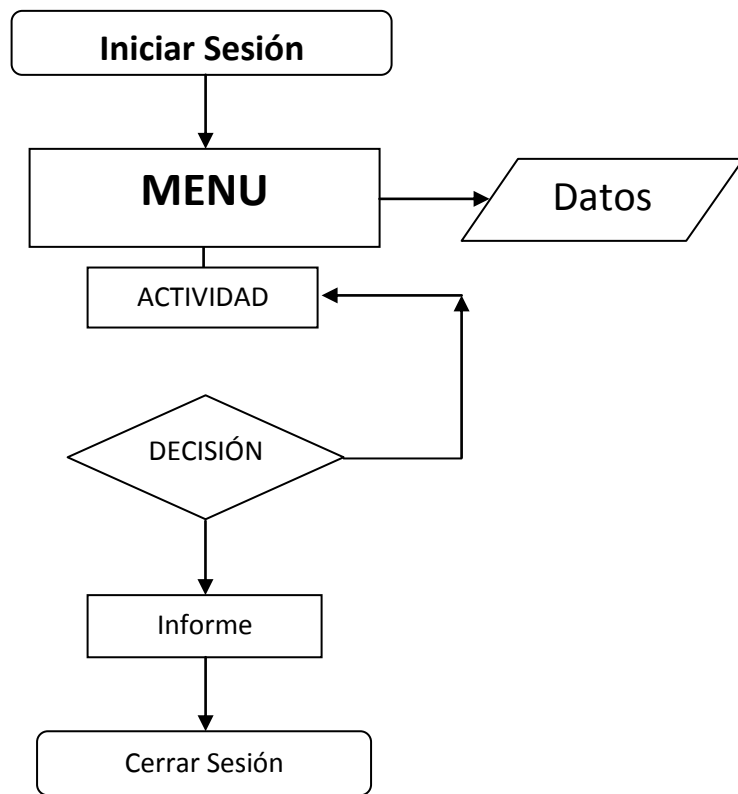 Iniciar Sesión
MENU
Datos
ACTIVIDAD
DECISIÓN
Informe
Cerrar Sesión